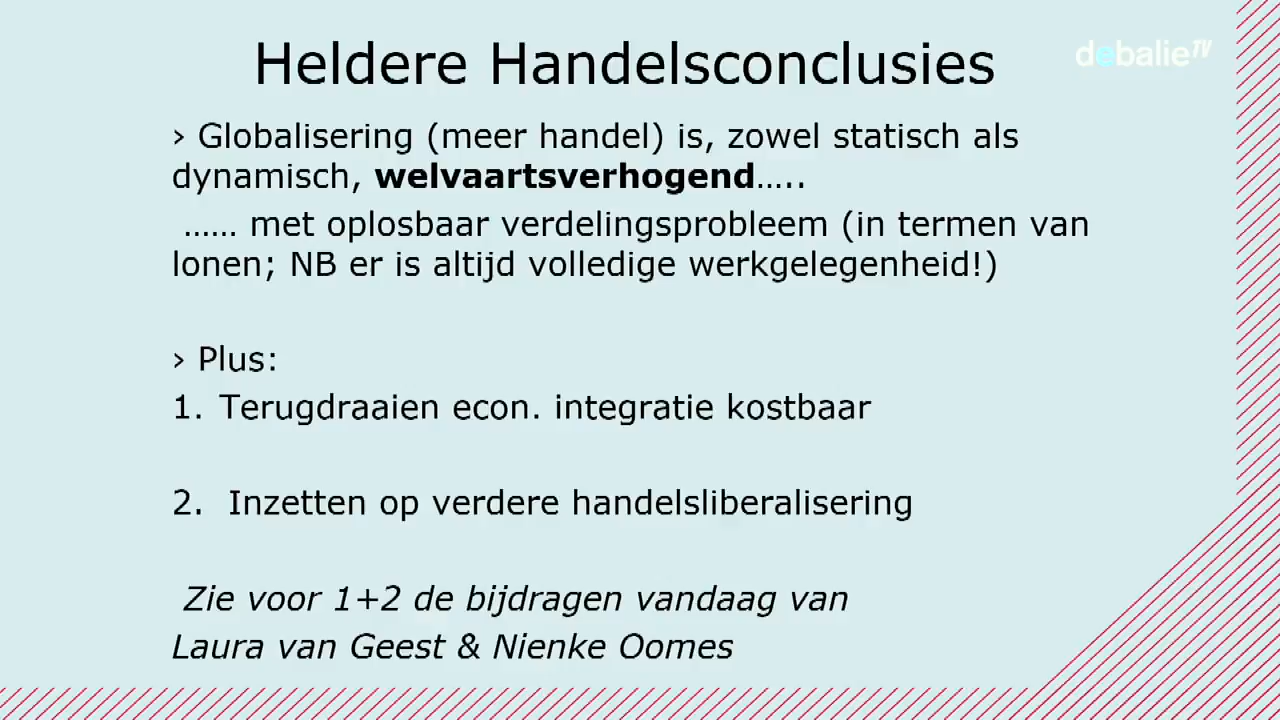 Heldere Handelsconclusies
debalieTV
› Globalisering (meer handel) is, zowel statisch als
dynamisch, welvaartsverhogend…..
…… met oplosbaar verdelingsprobleem (in termen van
lonen; NB er is altijd volledige werkgelegenheid!)
› Plus:
1. Terugdraaien econ. integratie kostbaar
2. Inzetten op verdere handelsliberalisering
Zie voor 1+2 de bijdragen vandaag van
Laura van Geest & Nienke Oomes